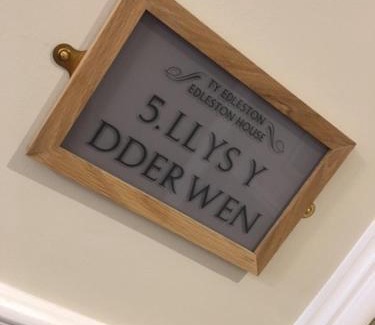 TY EDLESTON
EDLESTON HOUSE
5. LLYS Y
DDERWEN